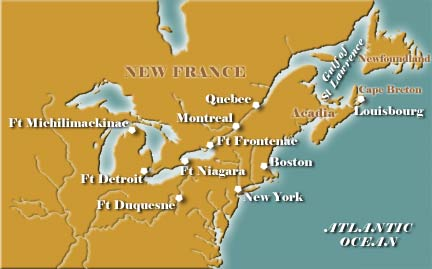 Gulf of
St Lawrence
Newfoundland
NEW FRANCE
Cape Breton
Quebec
Acadia
Louisbourg
Montreal
Ft Michilimackinac
Ft Frontenac
Boston
Ft Detroit
Ft Niagara
Ft Duquesne
New York
ATLANTIC
OCEAN